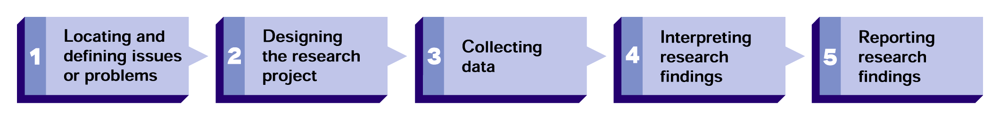 1
Locating and
defining issues
or problems
2
Designing
the research
project
3
Collecting
data
4
Interpreting
research
findings
5
Reporting
research
findings